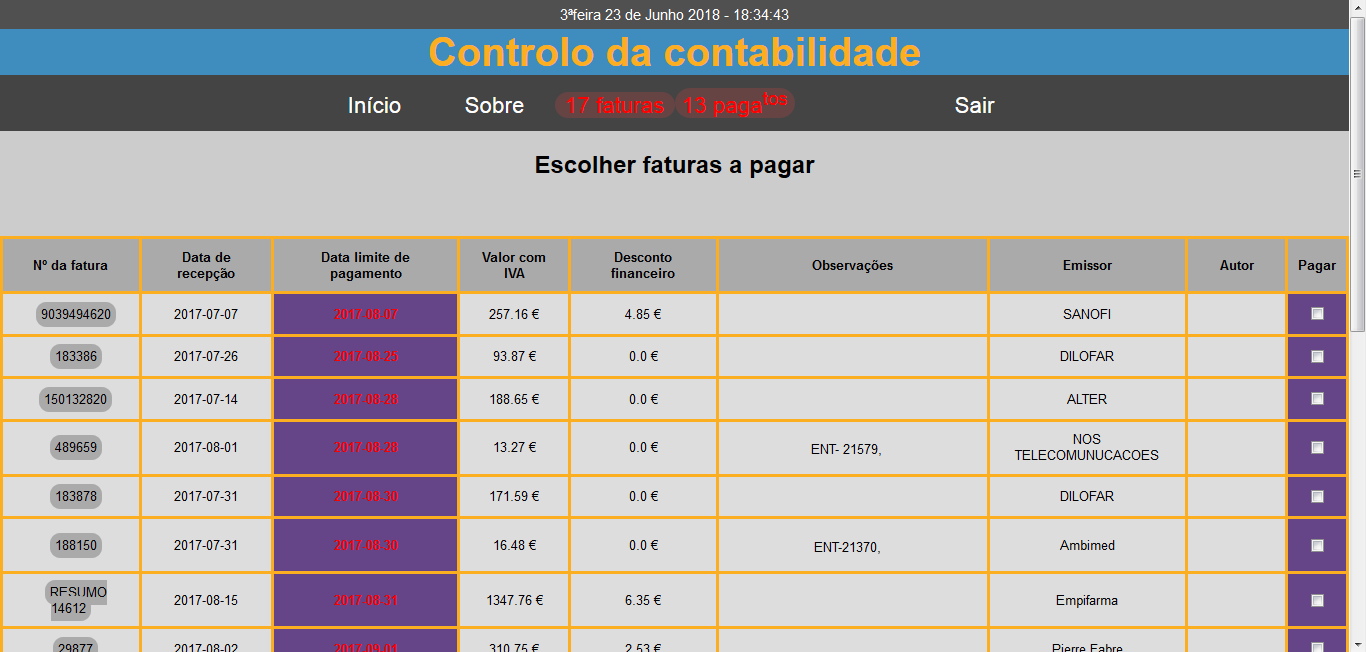 3ªfeira 23 de Junho 2018 - 18:34:43
Controlo da contabilidade
Início Sobre 17 faturas 13 pagatos Sair
Escolher faturas a pagar
Nº da fatura Data de recepção Data limite de pagamento Valor com IVA Desconto financeiro Observações Emissor Autor Pagar
9039494620 2017-07-07 2017-08-07 257.16 € 4.85 € SANOFI
183386 2017-07-26 2017-08-25 93.87 € 0.0 € DILOFAR
150132820 2017-07-14 2017-08-28 188.65 € 0.0 € ALTER
489659 2017-08-01 2017-08-28 13.27 € 0.0 € ENT- 21579, NOS TELECOMUNUCACOES
183878 2017-07-31 2017-08-30 171.59 € 0.0 € DILOFAR
188150 2017-07-31 2017-08-30 16.48 € 0.0 € ENT-21370, Ambimed
RESUMO 14612 2017-08-15 2017-08-31 1347.76 € 6.35 € Empifarma
29877 2017-08-02 2017-09-01 310.75 € 2.53 € Pierre Fabre